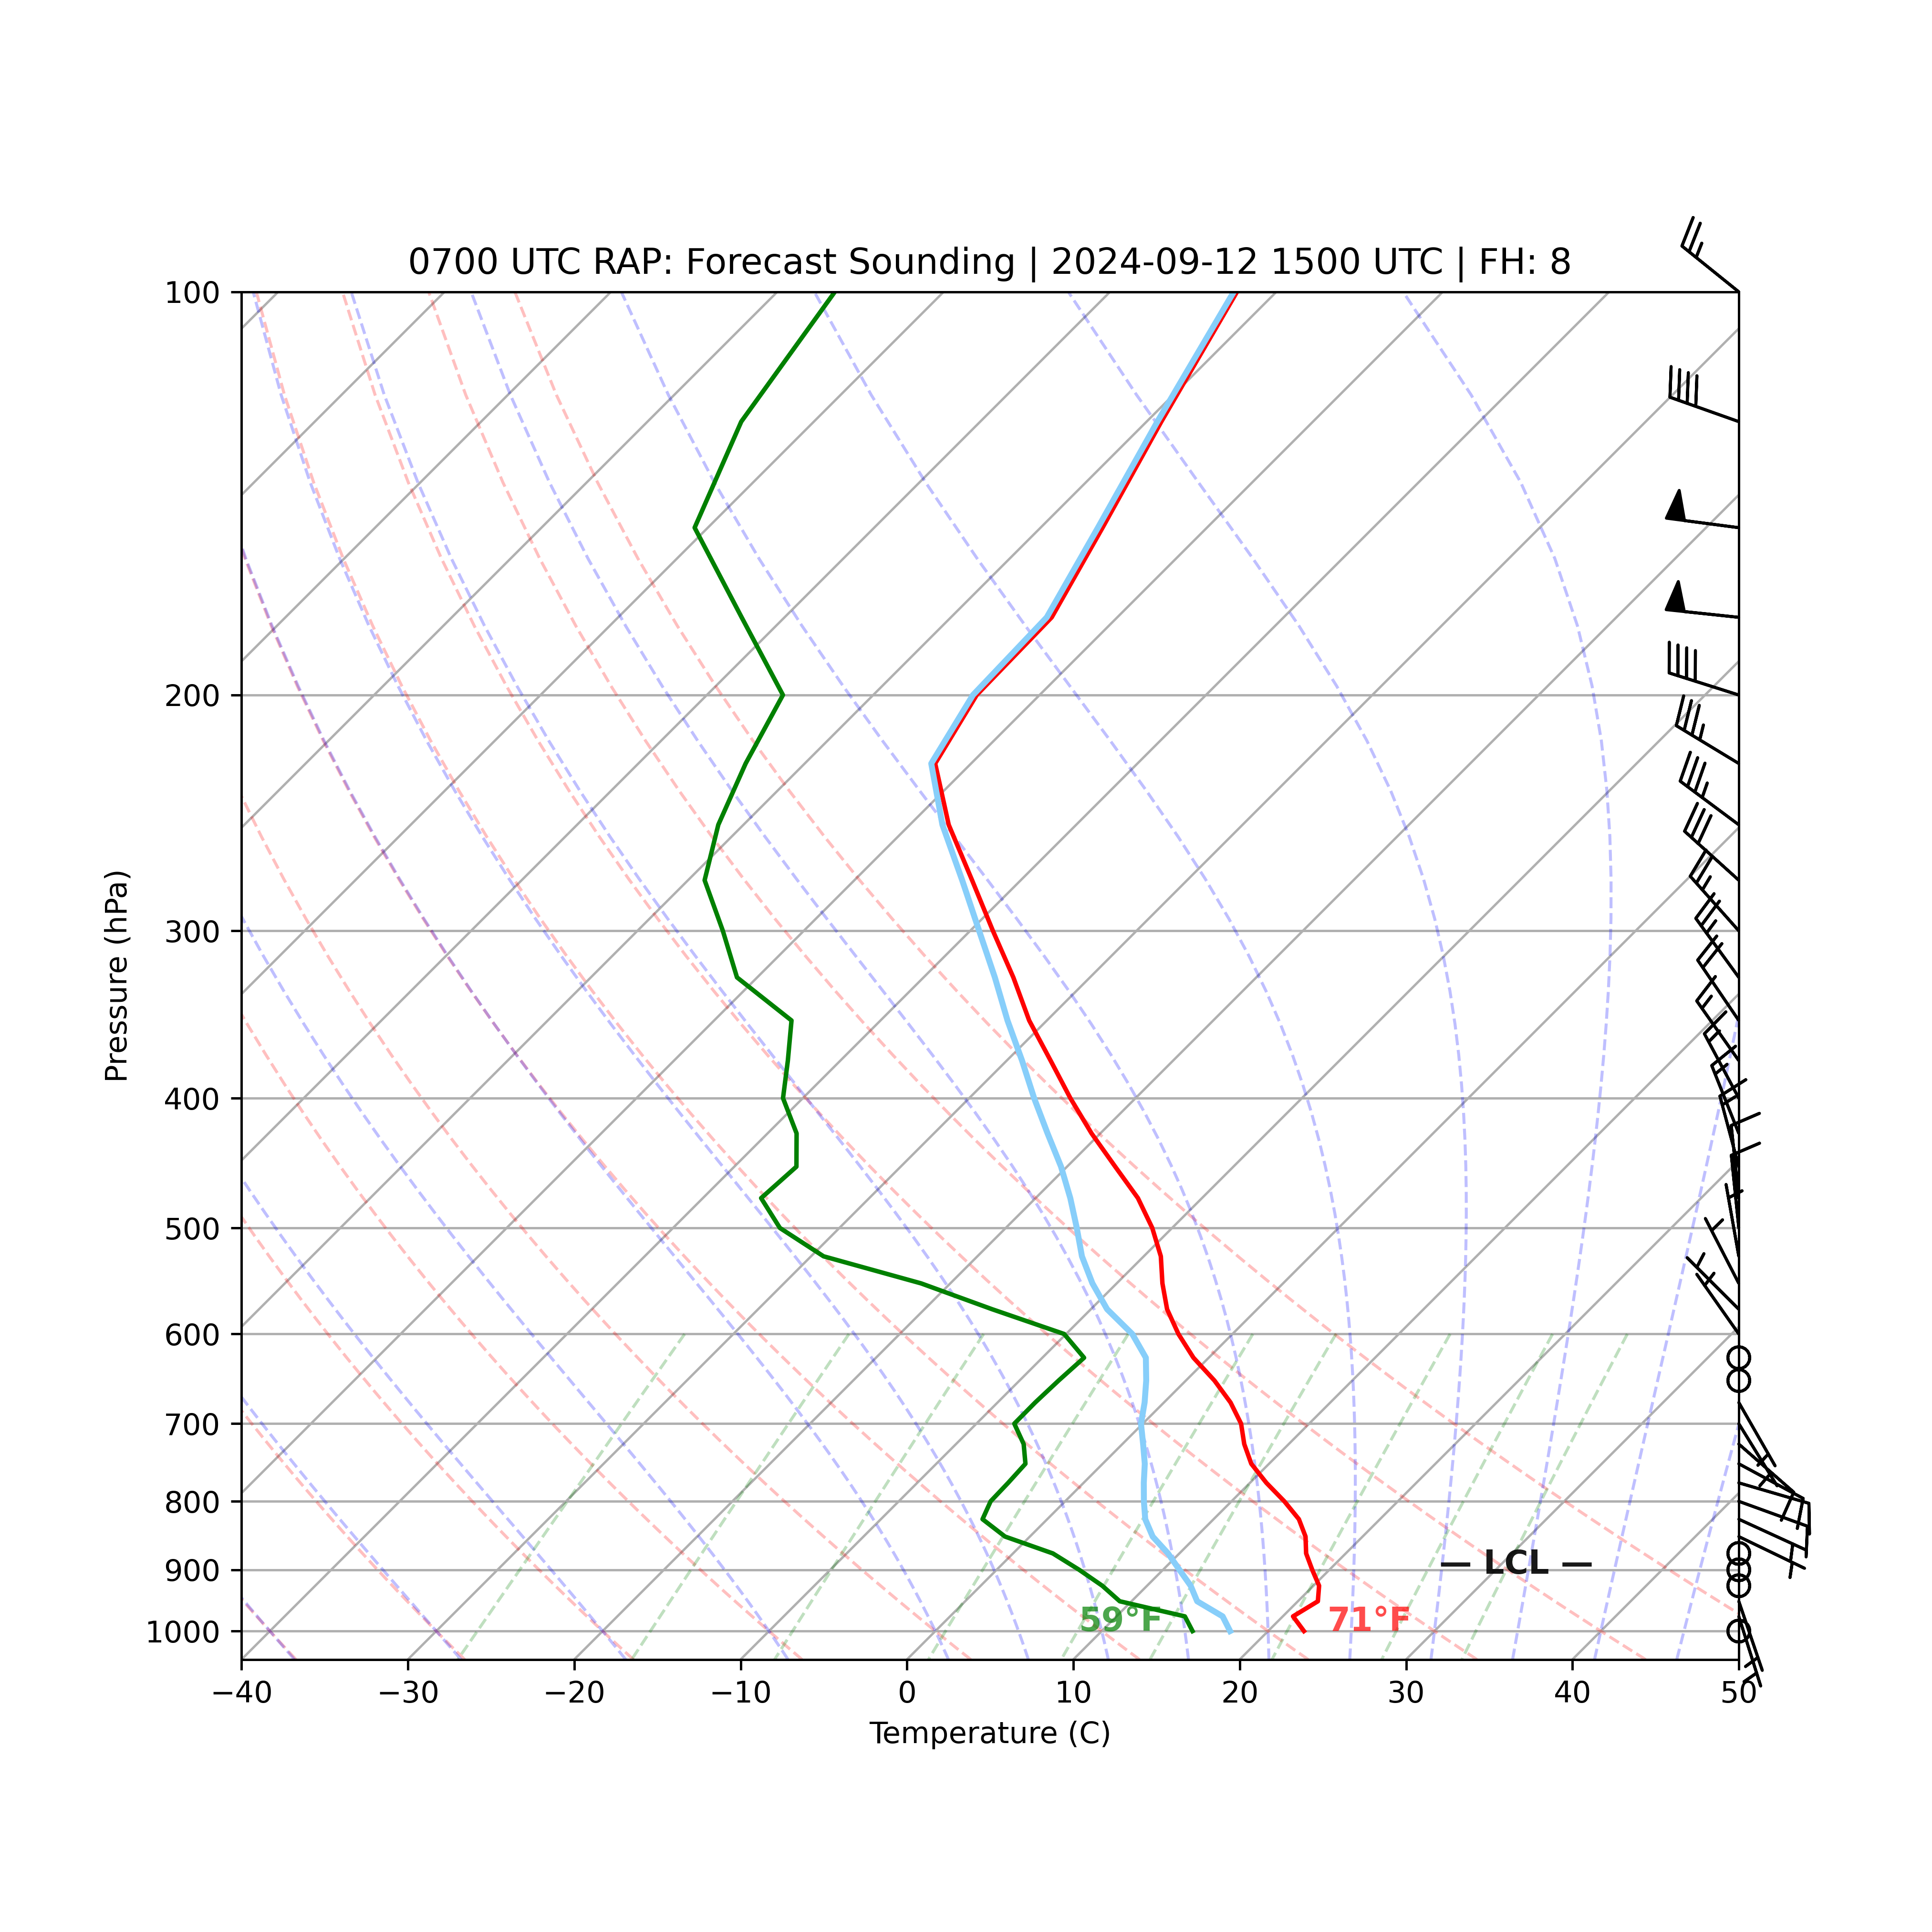 0700 UTC RAP: Forecast Sounding | 2024-09-12 1500 UTC | FH: 8
100
200
300
400
500
600
700
800
900
1000
Pressure (hPa)
— LCL —
59°F
71°F
−40 −30 −20 −10 0 10 20 30 40 50
Temperature (C)